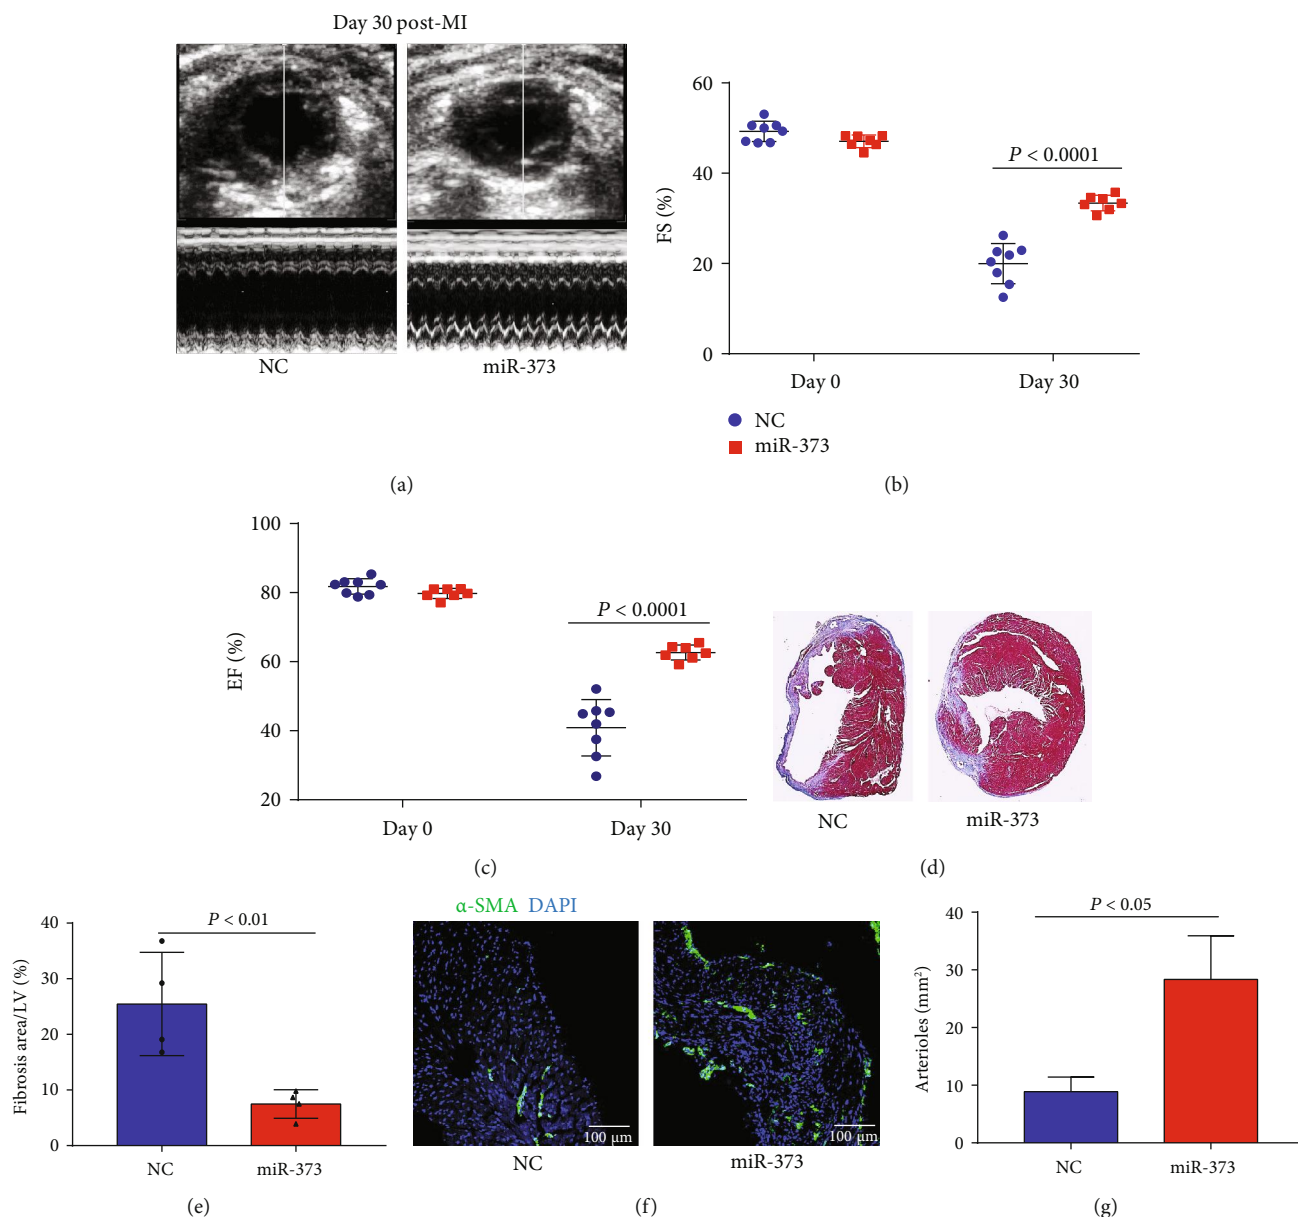 Day 30 post-MI
NC
miR-373
(a)
60
40
20
0
FS (%)
P < 0.0001
Day 0
Day 30
NC
miR-373
(b)
100
80
60
40
20
EF (%)
P < 0.0001
Day 0
Day 30
(c)
NC
miR-373
(d)
40
30
20
10
0
Fibrosis area/LV (%)
P < 0.01
NC
miR-373
(e)
α-SMA DAPI
100 μm
100 μm
NC
miR-373
(f)
40
30
20
10
0
Arterioles (mm²)
P < 0.05
NC
miR-373
(g)